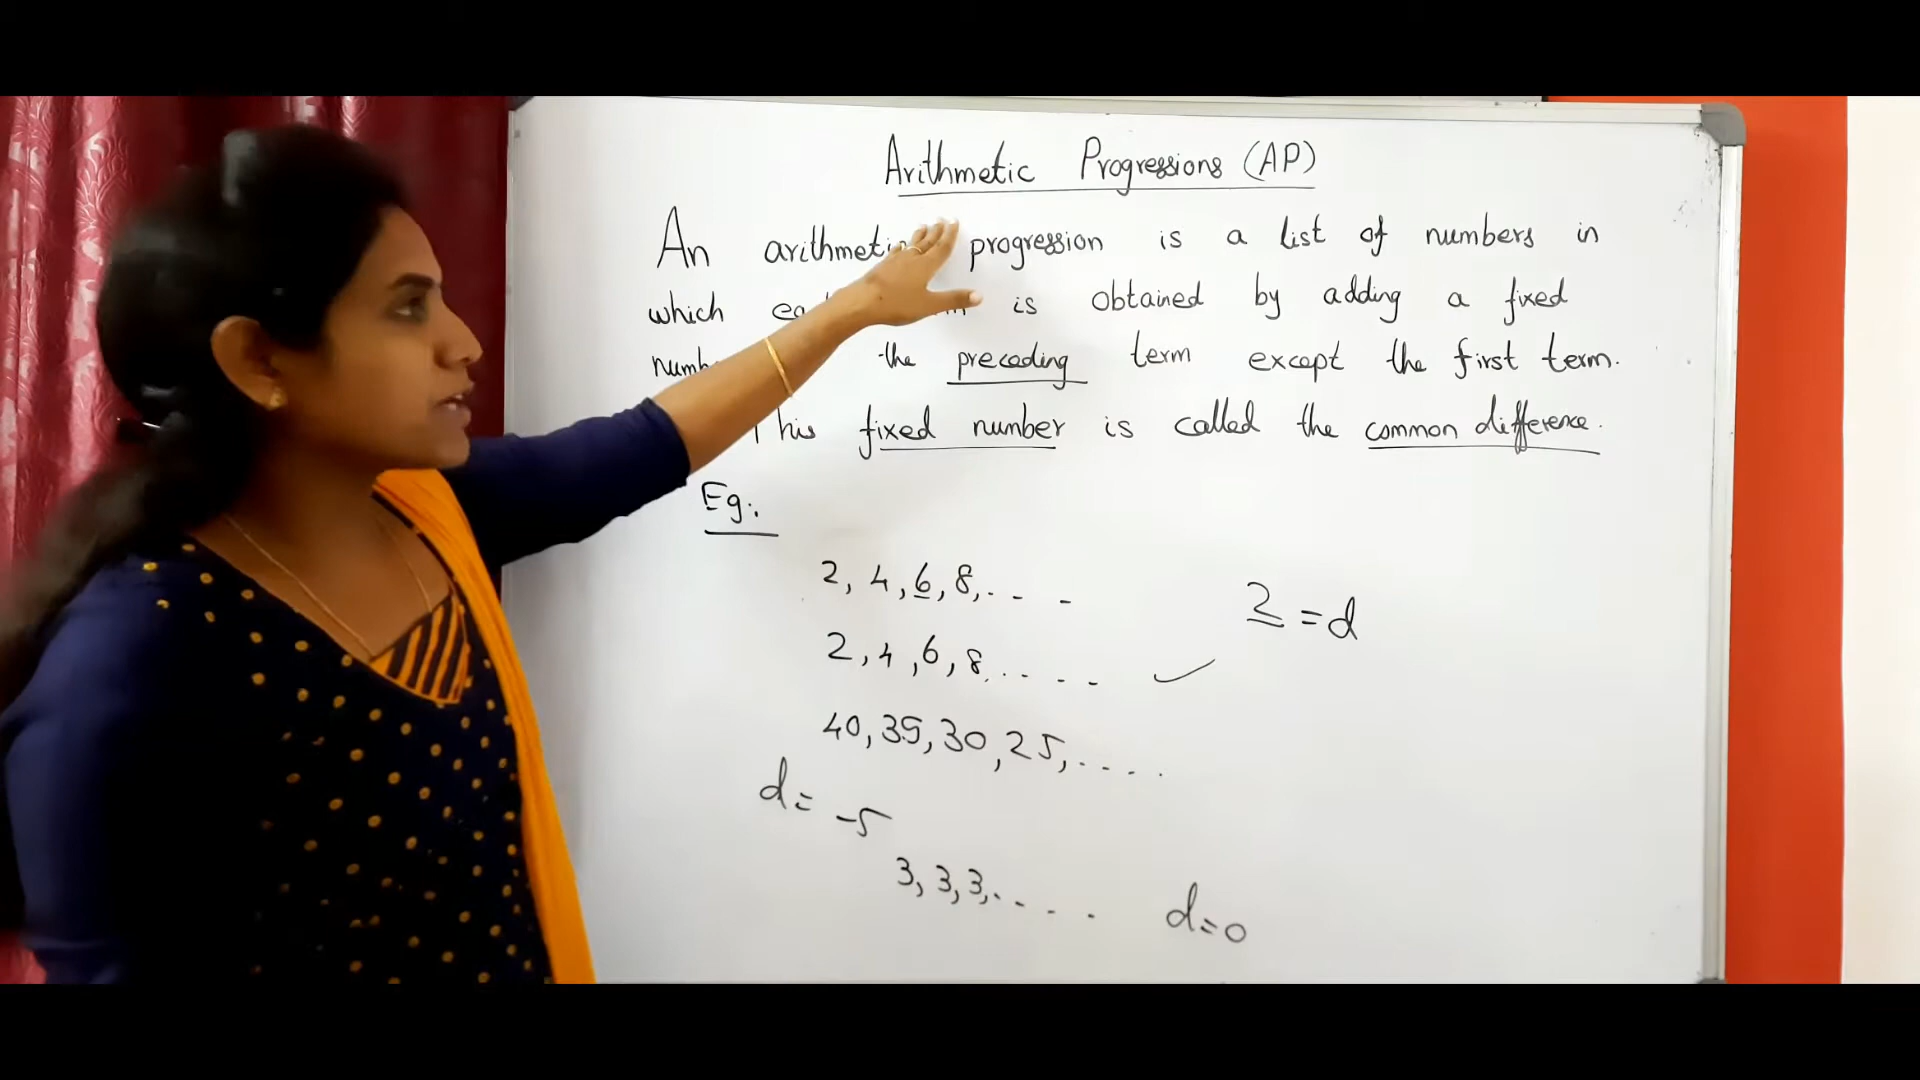 Arithmetic Progressions (AP)
An arithmetic progression is a list of numbers in
which is obtained by adding a fixed
the preceding term except the first term.
This fixed number is called the common difference.
Eg:
2, 4, 6, 8, . - -
2 = d
2, 4, 6, 8, . . - - - ✓
40, 35, 30, 25, . . . . .
d = -5
3, 3, 3, . - - - -
d = 0